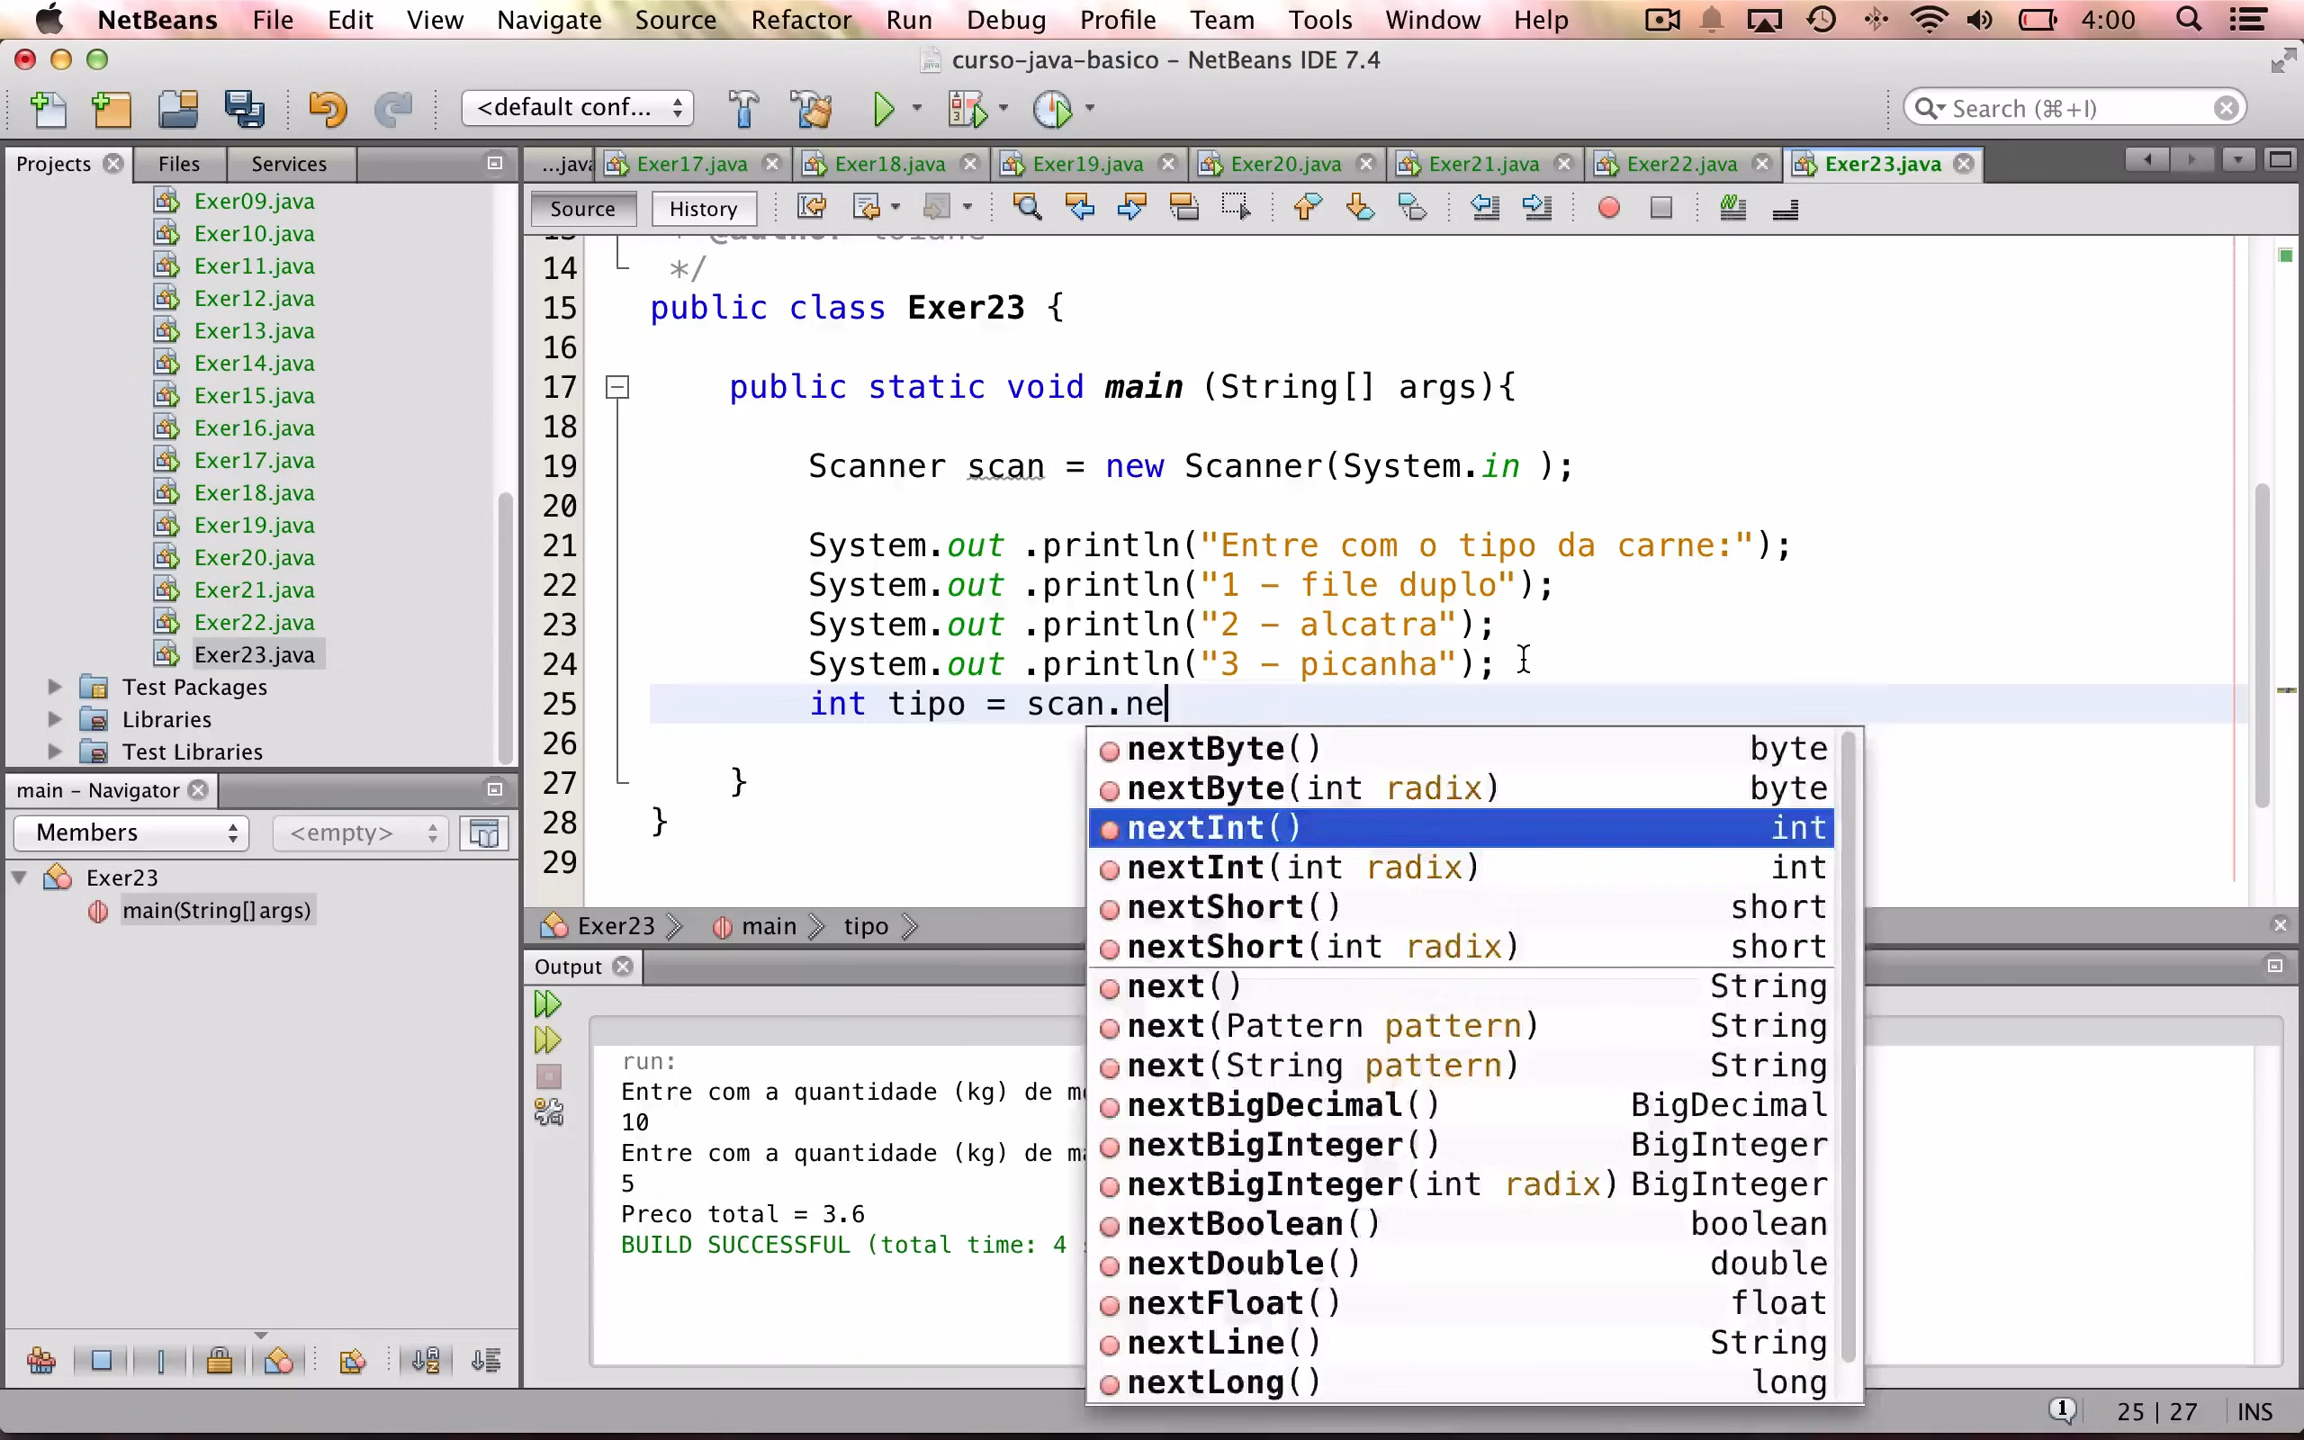 NetBeans File Edit View Navigate Source Refactor Run Debug Profile Team Tools Window Help 4:00
curso-java-basico – NetBeans IDE 7.4
<default conf... Search (⌘+I)
Projects Files Services
...java Exer17.java Exer18.java Exer19.java Exer20.java Exer21.java Exer22.java Exer23.java
Source History
Exer09.java
Exer10.java
Exer11.java
Exer12.java
Exer13.java
Exer14.java
Exer15.java
Exer16.java
Exer17.java
Exer18.java
Exer19.java
Exer20.java
Exer21.java
Exer22.java
Exer23.java
Test Packages
Libraries
Test Libraries
14 */
15 public class Exer23 {
16
17 public static void main (String[] args){
18
19 Scanner scan = new Scanner(System.in );
20
21 System.out .println("Entre com o tipo da carne:");
22 System.out .println("1 - file duplo");
23 System.out .println("2 - alcatra");
24 System.out .println("3 - picanha");
25 int tipo = scan.ne
26
27 }
28 }
29
nextByte() byte
nextByte(int radix) byte
nextInt() int
nextInt(int radix) int
nextShort() short
nextShort(int radix) short
next() String
next(Pattern pattern) String
next(String pattern) String
nextBigDecimal() BigDecimal
nextBigInteger() BigInteger
nextBigInteger(int radix) BigInteger
nextBoolean() boolean
nextDouble() double
nextFloat() float
nextLine() String
nextLong() long
main – Navigator
Members <empty>
Exer23
main(String[] args)
Exer23 main tipo
Output
run:
Entre com a quantidade (kg) de
10
Entre com a quantidade (kg) de
5
Preco total = 3.6
BUILD SUCCESSFUL (total time: 4
1 25 | 27 INS